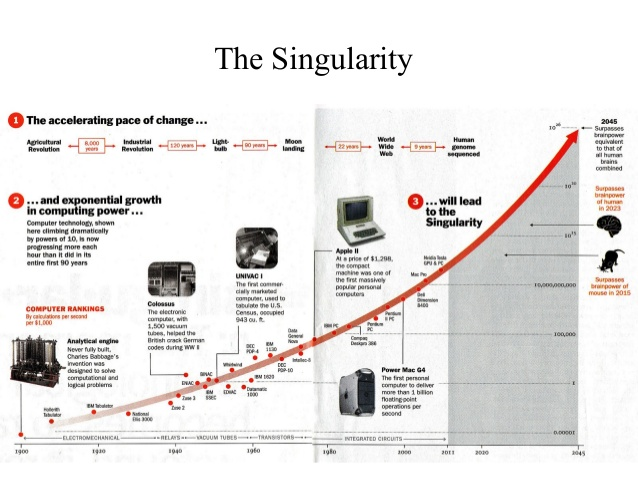 The Singularity
1 The accelerating pace of change ...
Agricultural
Revolution
8,000
years
Industrial
Revolution
120 years
Light-
bulb
90 years
Moon
landing
22 years
World
Wide
Web
9 years
Human
genome
sequenced
2 ... and exponential growth
in computing power ...
Computer technology, shown
here climbing dramatically
by powers of 10, is now
progressing more each
hour than it did in its
entire first 90 years
COMPUTER RANKINGS
By calculations per second
per $1,000
Analytical engine
Never fully built,
Charles Babbage's
invention was
designed to solve
computational and
logical problems
Colossus
The electronic
computer, with
1,500 vacuum
tubes, helped the
British crack German
codes during WW II
UNIVAC I
The first commer-
cially marketed
computer, used to
tabulate the U.S.
Census, occupied
943 cu. ft.
Apple II
At a price of $1,298,
the compact
machine was one of
the first massively
popular personal
computers
Power Mac G4
The first personal
computer to deliver
more than 1 billion
floating-point
operations per
second
3 ... will lead
to the
Singularity
2045
Surpasses
brainpower
equivalent
to that of
all human
brains
combined
Surpasses
brainpower
of human
in 2023
Surpasses
brainpower of
mouse in 2015
10,000,000,000
100,000
1
0.00001
Hollerith
Tabulator
IBM Tabulator
National
Ellis 3000
Zuse 2
Zuse 3
ENIAC
BINAC
IBM
SSEC
Whirlwind
EDVAC
DEC
PDP-4
IBM
1130
IBM 1620
Datamatic
1000
DEC
PDP-10
Data
General
Nova
Intellec-8
IBM PC
Compaq
Deskpro 386
Pentium
PC
Pentium
II PC
Dell
Dimension
8400
Mac Pro
Nvidia Tesla
GPU & PC
ELECTROMECHANICAL
RELAYS
VACUUM TUBES
TRANSISTORS
INTEGRATED CIRCUITS
1900
1920
1940
1960
1980
2000
2011
2020
2045